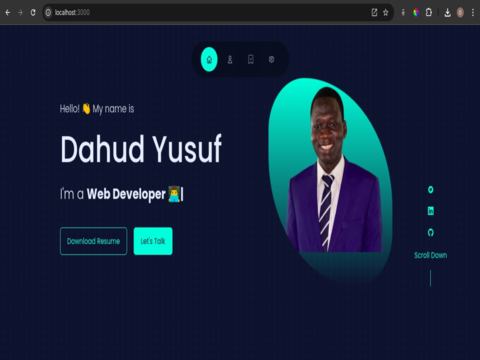 localhost:3000
Hello! 👋 My name is
Dahud Yusuf
I'm a Web Developer 👨‍💻|
Download Resume
Let's Talk
Scroll Down